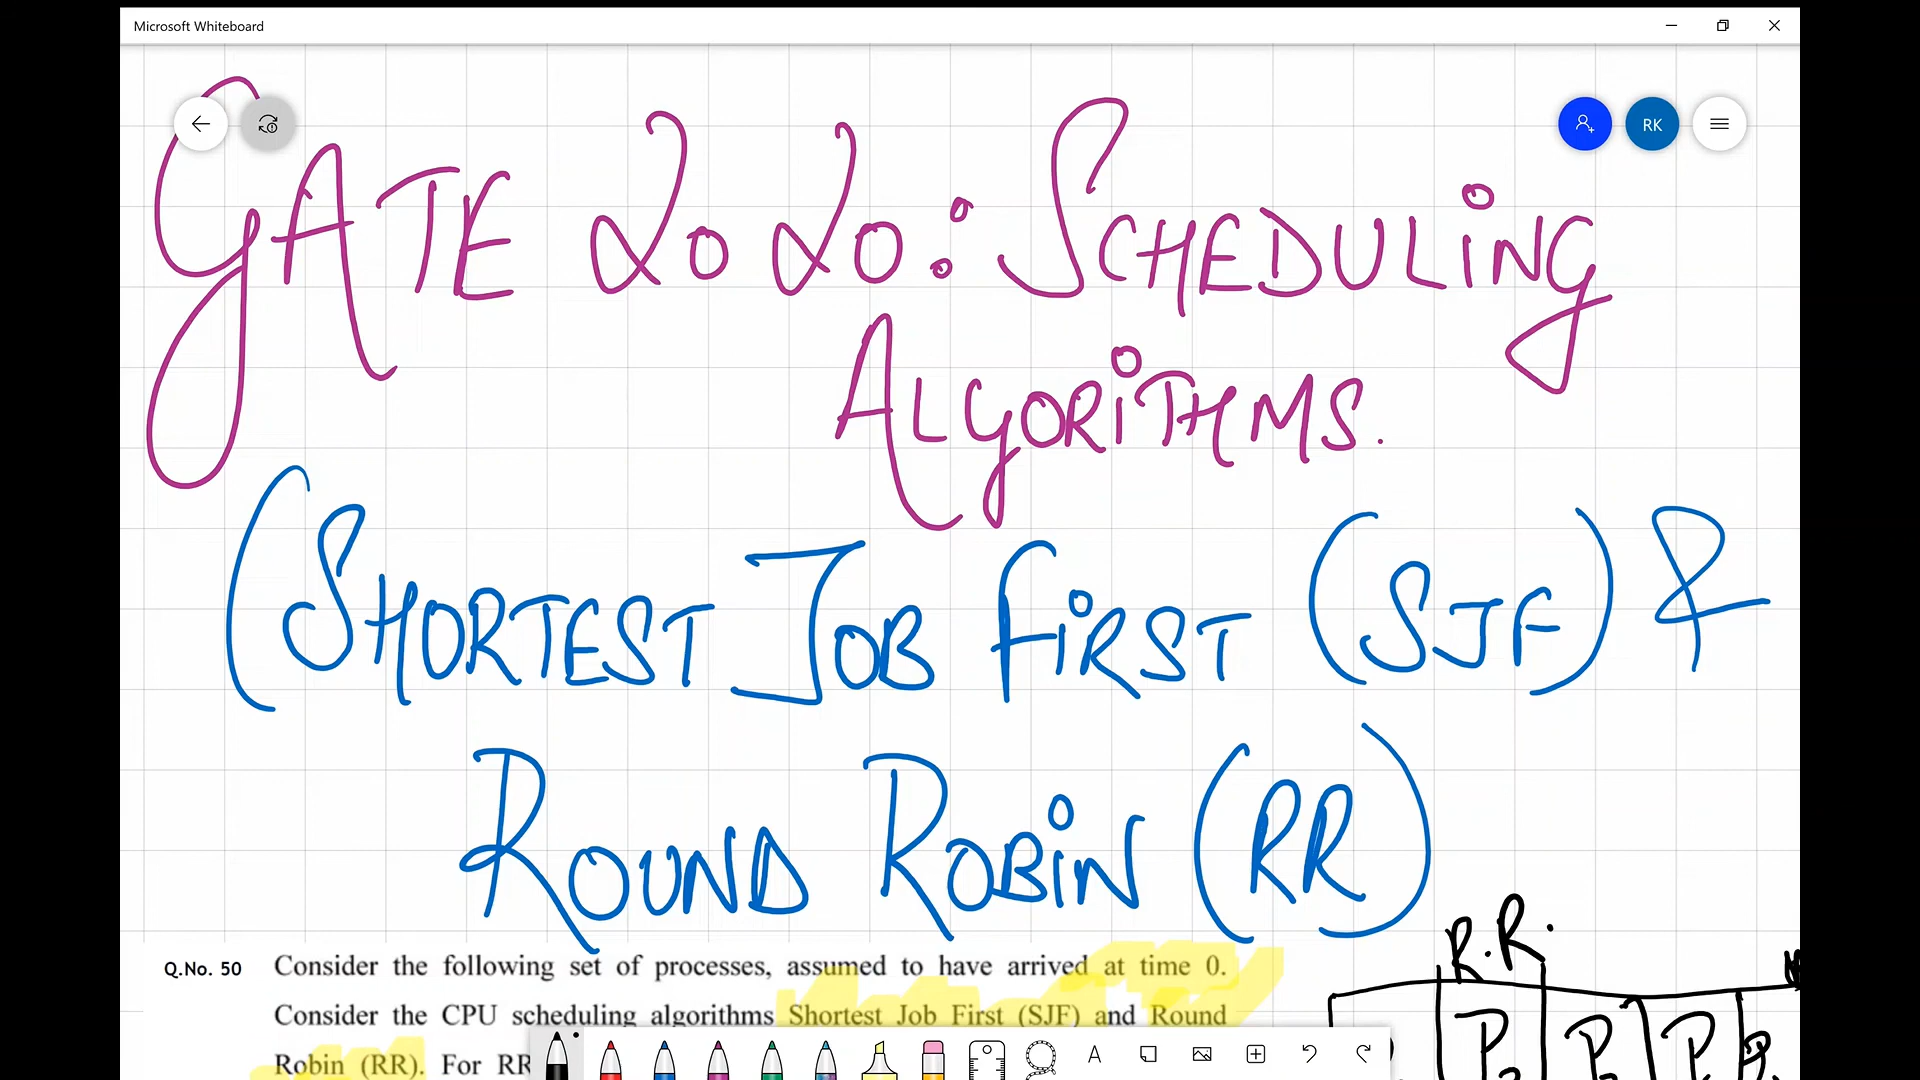 Microsoft Whiteboard
RK
GATE 2020: SCHEDULING
ALGORITHMS.
(SHORTEST JOB FIRST (SJF) &
ROUND ROBIN (RR)
R.R.
Q.No. 50 Consider the following set of processes, assumed to have arrived at time 0.
Consider the CPU scheduling algorithms Shortest Job First (SJF) and Round
Robin (RR). For RR